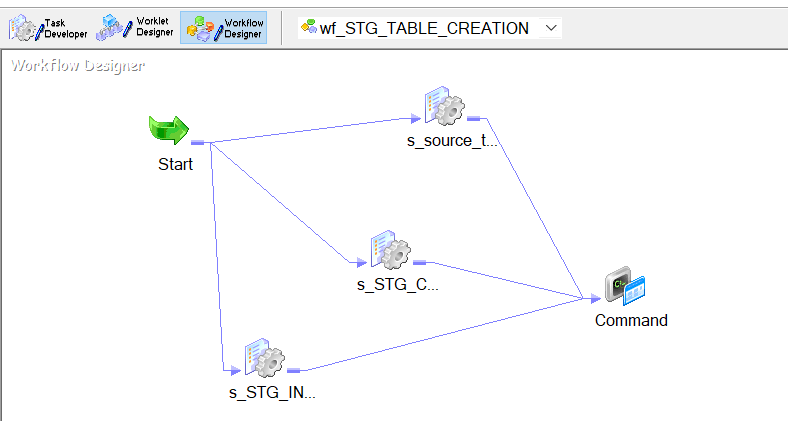 Task
Developer
Worklet
Designer
Workflow
Designer
wf_STG_TABLE_CREATION
Workflow Designer
s_source_t...
Start
s_STG_C...
Command
s_STG_IN...